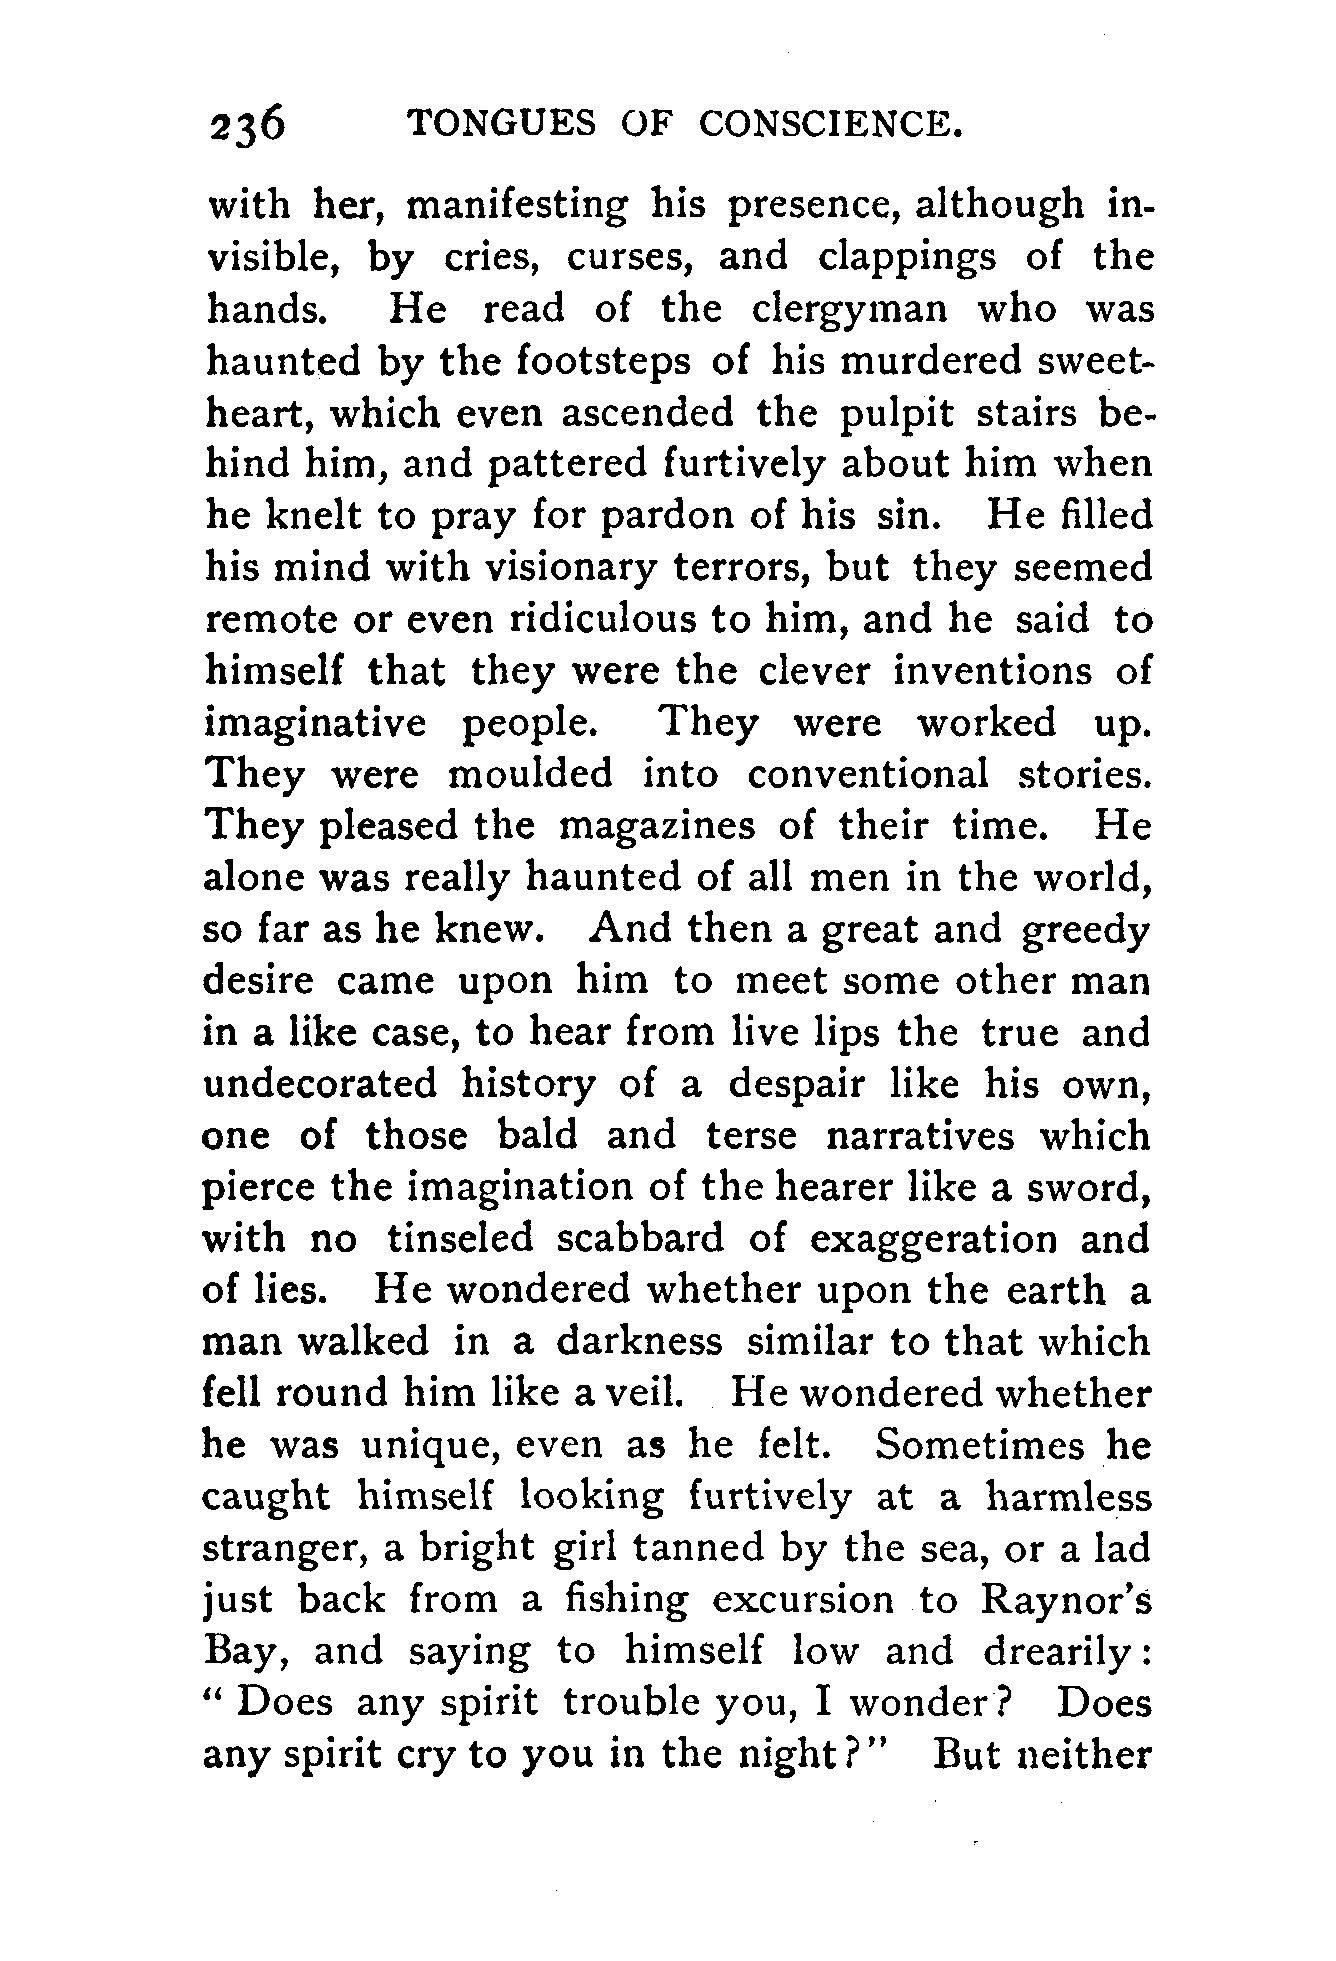 236 TONGUES OF CONSCIENCE.
with her, manifesting his presence, although in-
visible, by cries, curses, and clappings of the
hands. He read of the clergyman who was
haunted by the footsteps of his murdered sweet-
heart, which even ascended the pulpit stairs be-
hind him, and pattered furtively about him when
he knelt to pray for pardon of his sin. He filled
his mind with visionary terrors, but they seemed
remote or even ridiculous to him, and he said to
himself that they were the clever inventions of
imaginative people. They were worked up.
They were moulded into conventional stories.
They pleased the magazines of their time. He
alone was really haunted of all men in the world,
so far as he knew. And then a great and greedy
desire came upon him to meet some other man
in a like case, to hear from live lips the true and
undecorated history of a despair like his own,
one of those bald and terse narratives which
pierce the imagination of the hearer like a sword,
with no tinseled scabbard of exaggeration and
of lies. He wondered whether upon the earth a
man walked in a darkness similar to that which
fell round him like a veil. He wondered whether
he was unique, even as he felt. Sometimes he
caught himself looking furtively at a harmless
stranger, a bright girl tanned by the sea, or a lad
just back from a fishing excursion to Raynor's
Bay, and saying to himself low and drearily:
"Does any spirit trouble you, I wonder? Does
any spirit cry to you in the night?" But neither